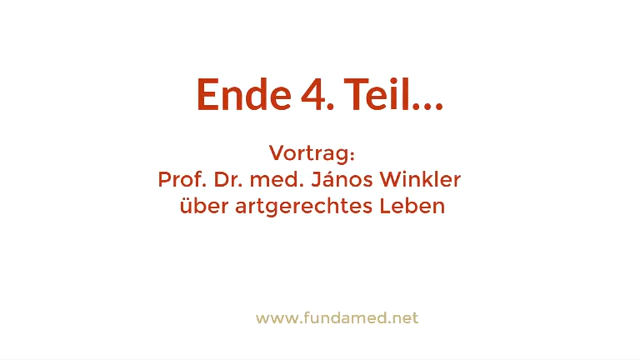 Ende 4. Teil...
Vortrag:
Prof. Dr. med. János Winkler
über artgerechtes Leben
www.fundamed.net